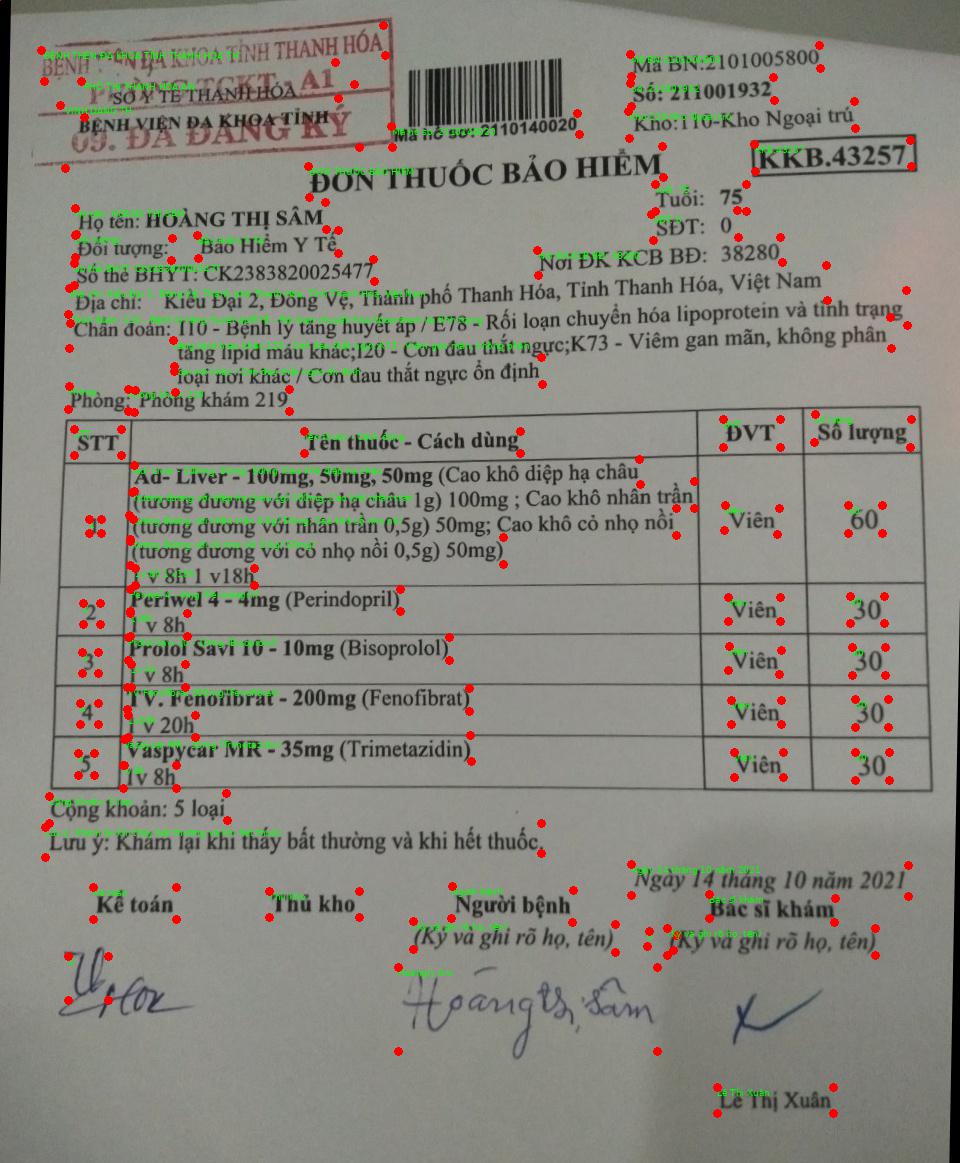 BỆNH VIỆN ĐA KHOA TỈNH THANH HÓA
PHÒNG TCKT - A1
SỞ Y TẾ THANH HÓA
BỆNH VIỆN ĐA KHOA TỈNH
09. ĐÃ ĐĂNG KÝ
Mã hồ sơ: 2110140020
Mã BN:2101005800
Số: 211001932
Kho:110-Kho Ngoại trú
KKB.43257
ĐƠN THUỐC BẢO HIỂM
Họ tên: HOÀNG THỊ SÂM
Tuổi: 75
Đối tượng: Bảo Hiểm Y Tế
SĐT: 0
Số thẻ BHYT: CK2383820025477
Nơi ĐK KCB BĐ: 38280
Địa chỉ: Kiều Đại 2, Đông Vệ, Thành phố Thanh Hóa, Tỉnh Thanh Hóa, Việt Nam
Chẩn đoán: I10 - Bệnh lý tăng huyết áp / E78 - Rối loạn chuyển hóa lipoprotein và tình trạng
tăng lipid máu khác;I20 - Cơn đau thắt ngực;K73 - Viêm gan mãn, không phân
loại nơi khác / Cơn đau thắt ngực ổn định
Phòng: Phòng khám 219
STT Tên thuốc - Cách dùng ĐVT Số lượng
1 Ad- Liver - 100mg, 50mg, 50mg (Cao khô diệp hạ châu
(tương đương với diệp hạ châu 1g) 100mg ; Cao khô nhân trần
(tương đương với nhân trần 0,5g) 50mg; Cao khô cỏ nhọ nồi
(tương đương với cỏ nhọ nồi 0,5g) 50mg) Viên 60
1 v 8h 1 v18h
2 Periwel 4 - 4mg (Perindopril) Viên 30
1 v 8h
3 Prolol Savi 10 - 10mg (Bisoprolol) Viên 30
1 v 8h
4 TV. Fenofibrat - 200mg (Fenofibrat) Viên 30
1 v 20h
5 Vaspycar MR - 35mg (Trimetazidin) Viên 30
1v 8h
Cộng khoản: 5 loại
Lưu ý: Khám lại khi thấy bất thường và khi hết thuốc.
Ngày 14 tháng 10 năm 2021
Kế toán Thủ kho Người bệnh Bác sĩ khám
(Ký và ghi rõ họ, tên) (Ký và ghi rõ họ, tên)
Hoàng thị Sâm
Lê Thị Xuân